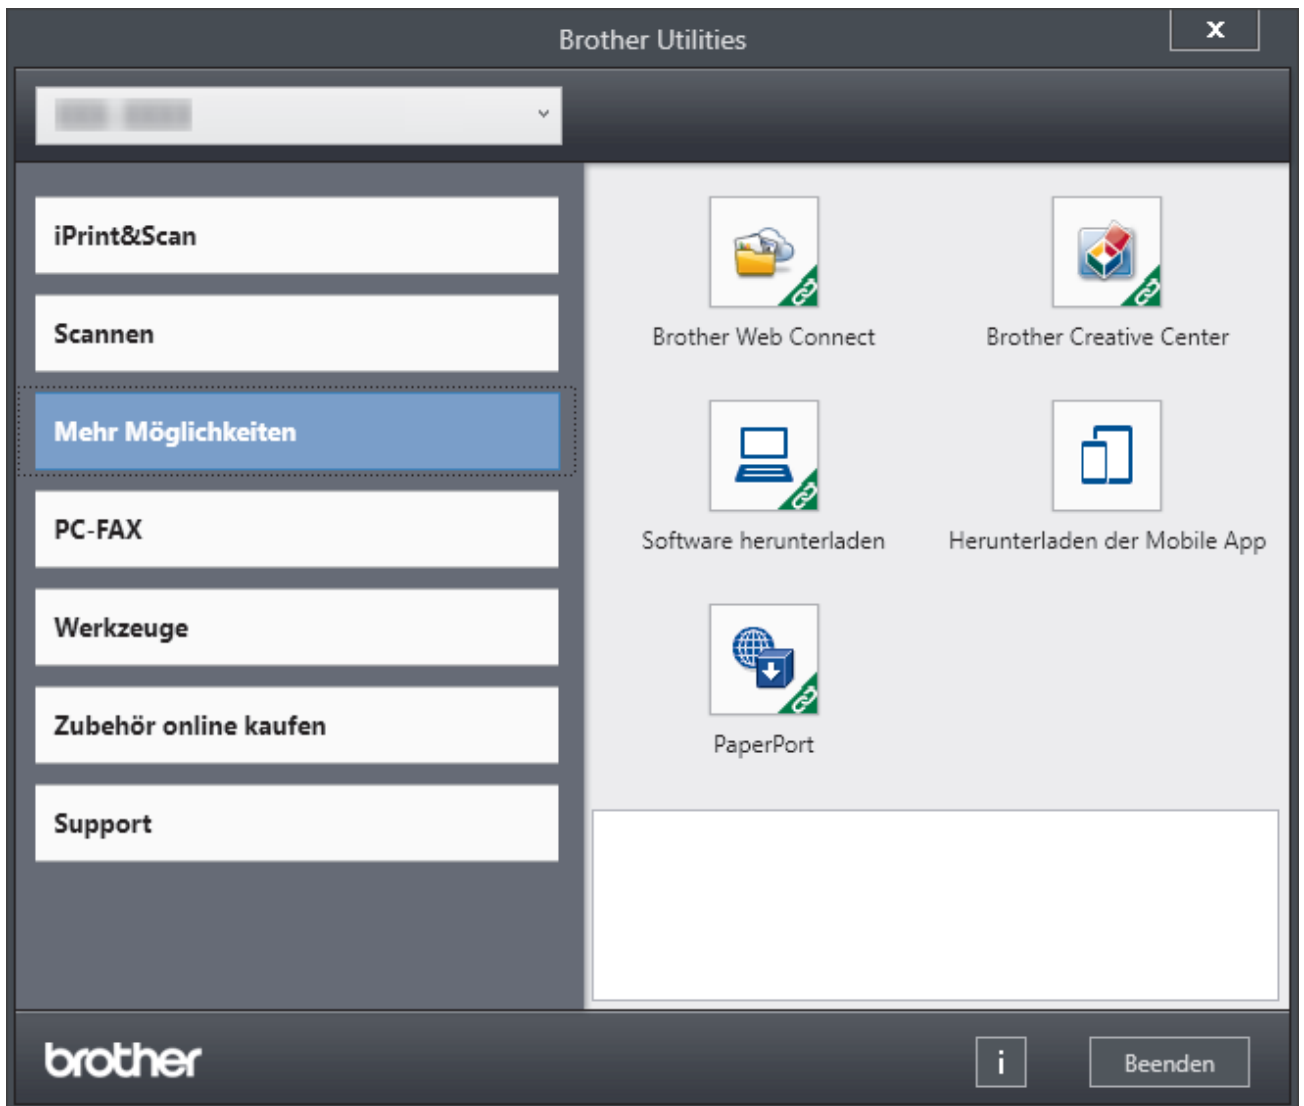 Brother Utilities
X
iPrint&Scan
Scannen
Mehr Möglichkeiten
PC-FAX
Werkzeuge
Zubehör online kaufen
Support
Brother Web Connect
Brother Creative Center
Software herunterladen
Herunterladen der Mobile App
PaperPort
brother
i
Beenden